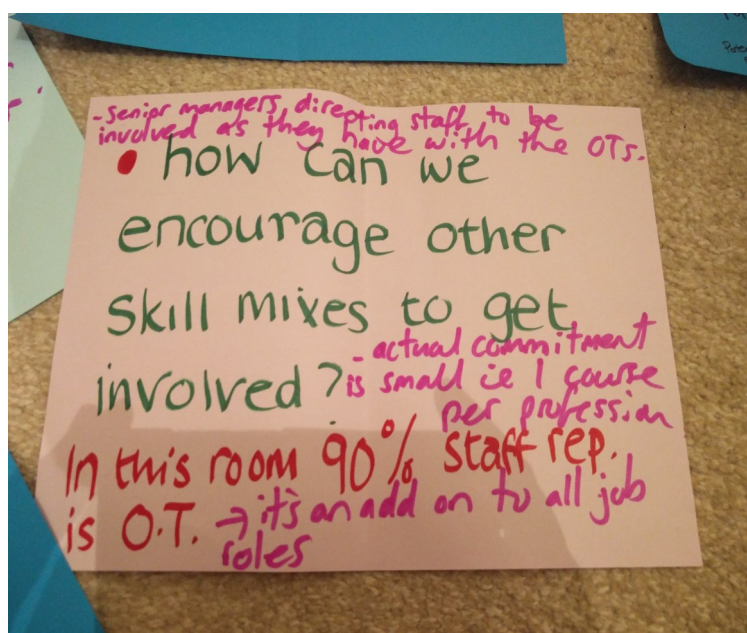 - Senior managers directing staff to be
involved as they have with the OTs.
• how can we
encourage other
skill mixes to get
involved?
- actual commitment
is small ie 1 course
per profession
In this room 90% staff rep.
is O.T.
→ it's an add on to all job
roles